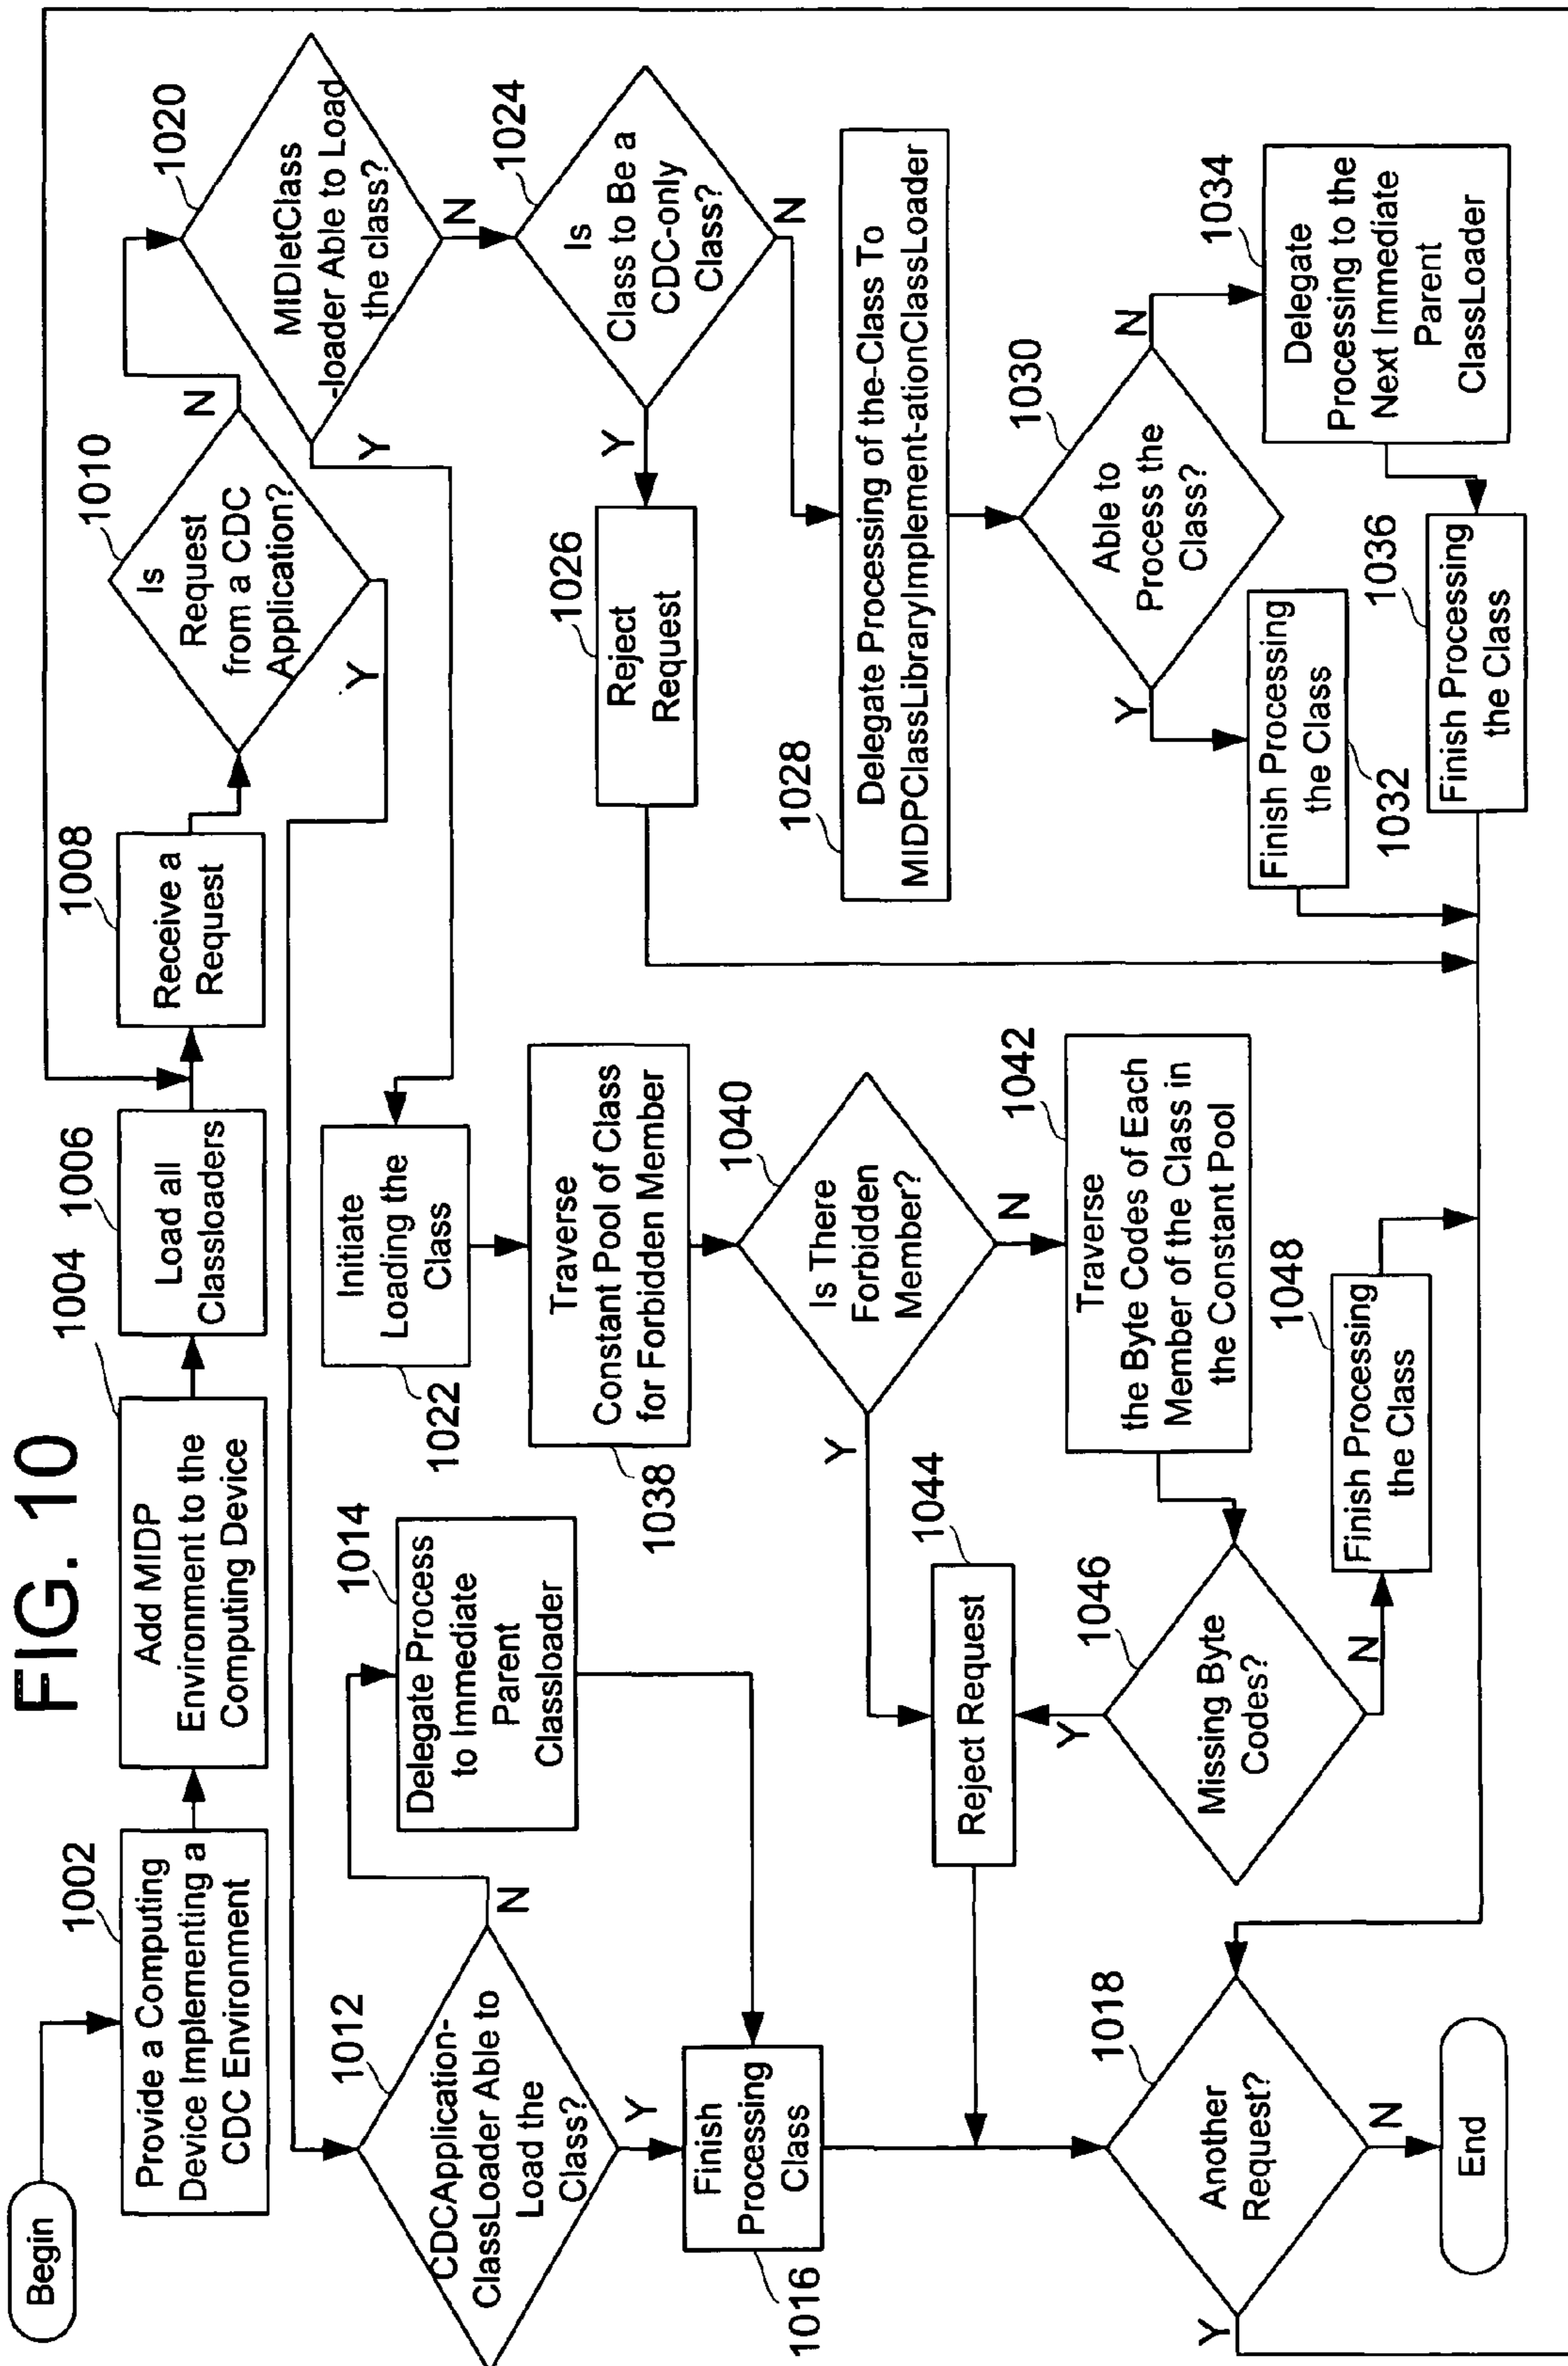 FIG. 10
Begin
1002
Provide a Computing
Device Implementing a
CDC Environment
1004
Add MIDP
Environment to the
Computing Device
1006
Load all
Classloaders
1008
Receive a
Request
1010
Is
Request
from a CDC
Application?
N
Y
1012
CDCApplication-
ClassLoader Able to
Load the
Class?
N
Y
1014
Delegate Process
to Immediate
Parent
Classloader
1016
Finish
Processing
Class
1018
Another
Request?
Y
N
End
1020
MIDletClass
-loader Able to Load
the class?
Y
N
1022
Initiate
Loading the
Class
1024
Is
Class to Be a
CDC-only
Class?
Y
N
1026
Reject
Request
1028
Delegate Processing of the-Class To
MIDPClassLibraryImplement-ationClassLoader
1030
Able to
Process the
Class?
Y
N
1032
Finish Processing
the Class
1034
Delegate
Processing to the
Next Immediate
Parent
ClassLoader
1036
Finish Processing
the Class
1038
Traverse
Constant Pool of Class
for Forbidden Member
1040
Is There
Forbidden
Member?
Y
N
1042
Traverse
the Byte Codes of Each
Member of the Class in
the Constant Pool
1044
Reject Request
1046
Missing Byte
Codes?
Y
N
1048
Finish Processing
the Class